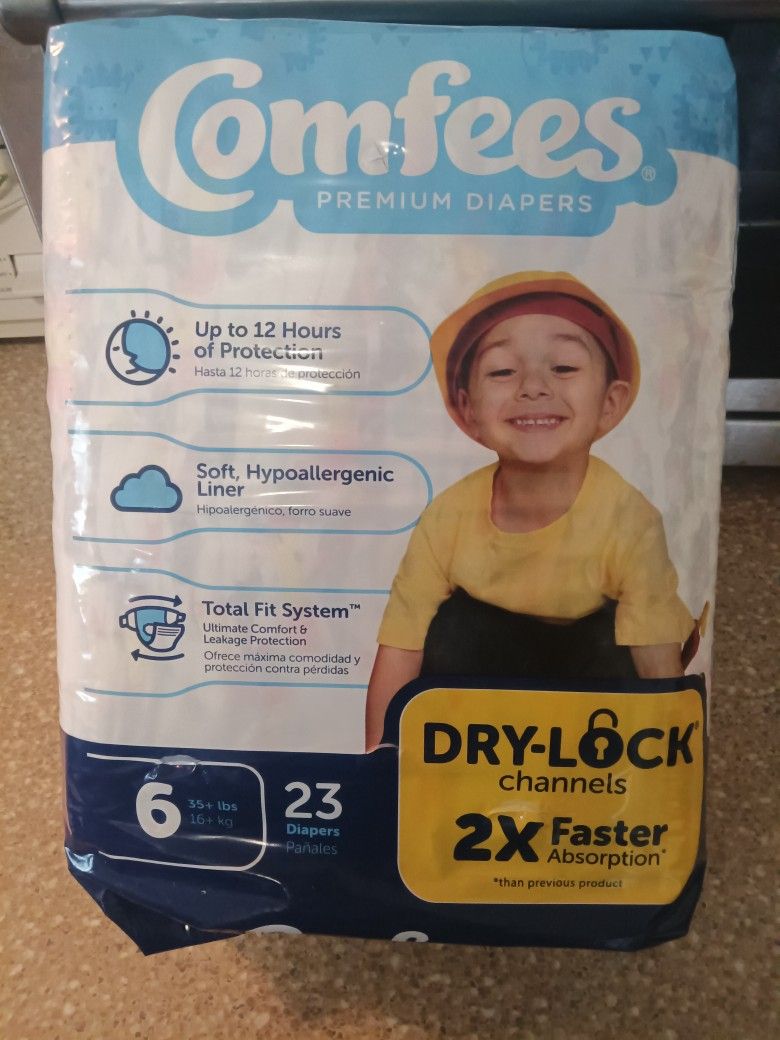 Comfees®
PREMIUM DIAPERS
Up to 12 Hours
of Protection
Hasta 12 horas de protección
Soft, Hypoallergenic
Liner
Hipoalergénico, forro suave
Total Fit System™
Ultimate Comfort &
Leakage Protection
Ofrece máxima comodidad y
protección contra pérdidas
DRY-LOCK®
channels
2X Faster
Absorption*
*than previous product
6
35+ lbs
16+ kg
23
Diapers
Pañales